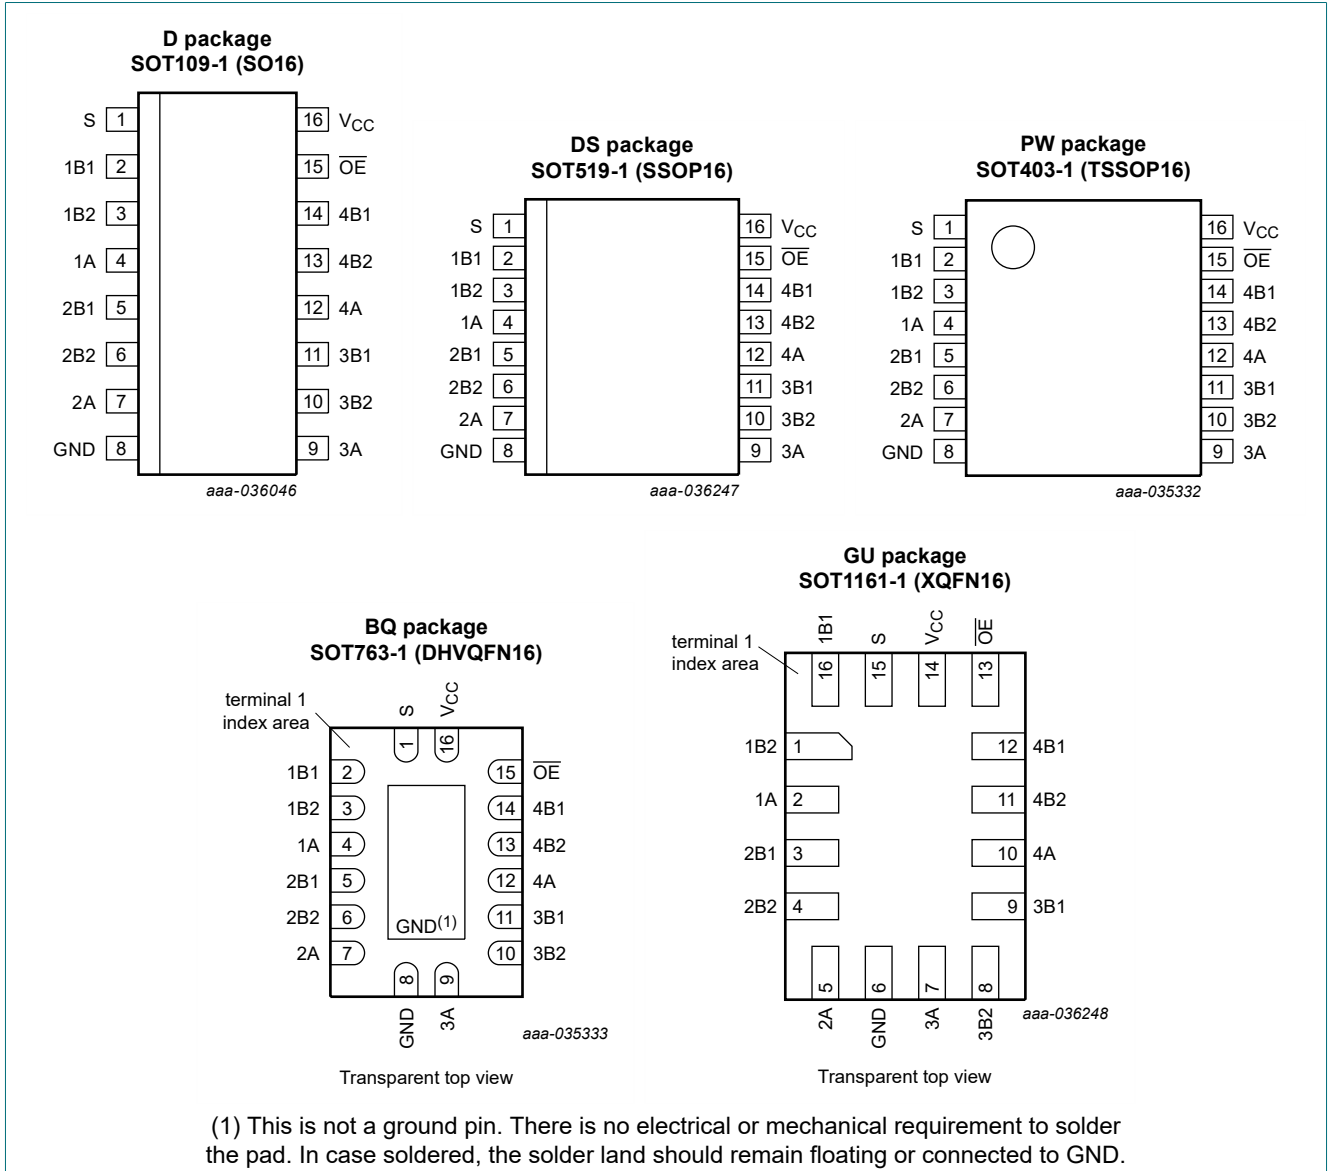 D package
SOT109-1 (SO16)
S 1 16 VCC
1B1 2 15 OE
1B2 3 14 4B1
1A 4 13 4B2
2B1 5 12 4A
2B2 6 11 3B1
2A 7 10 3B2
GND 8 9 3A
aaa-036046
DS package
SOT519-1 (SSOP16)
S 1 16 VCC
1B1 2 15 OE
1B2 3 14 4B1
1A 4 13 4B2
2B1 5 12 4A
2B2 6 11 3B1
2A 7 10 3B2
GND 8 9 3A
aaa-036247
PW package
SOT403-1 (TSSOP16)
S 1 16 VCC
1B1 2 15 OE
1B2 3 14 4B1
1A 4 13 4B2
2B1 5 12 4A
2B2 6 11 3B1
2A 7 10 3B2
GND 8 9 3A
aaa-035332
BQ package
SOT763-1 (DHVQFN16)
terminal 1
index area
S VCC
1 16
1B1 2 15 OE
1B2 3 14 4B1
1A 4 13 4B2
2B1 5 12 4A
2B2 6 11 3B1
GND(1)
2A 7 10 3B2
8 9
GND 3A
aaa-035333
Transparent top view
GU package
SOT1161-1 (XQFN16)
terminal 1
index area
1B1 S VCC OE
16 15 14 13
1B2 1 12 4B1
1A 2 11 4B2
2B1 3 10 4A
2B2 4 9 3B1
5 6 7 8
2A GND 3A 3B2
aaa-036248
Transparent top view
(1) This is not a ground pin. There is no electrical or mechanical requirement to solder
the pad. In case soldered, the solder land should remain floating or connected to GND.